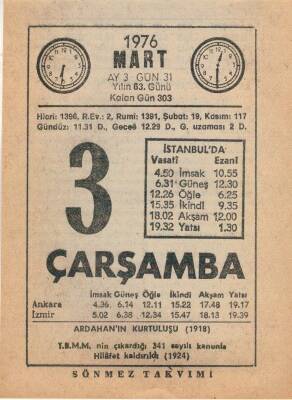 1976
MART
AY 3 GÜN 31
Yılın 63. Günü
Kalan Gün 303
Hicri: 1396, R.Ev.: 2, Rumi: 1391, Şubat: 19, Kasım: 117
Gündüz: 11.31 D., Gece: 12.29 D., G. uzaması 2 D.
3
İSTANBUL'DA
Vasatî Ezanî
4.50 İmsak 10.55
6.31 Güneş 12.30
12.26 Öğle 6.25
15.35 İkindi 9.35
18.02 Akşam 12.00
19.32 Yatsı 1.30
ÇARŞAMBA
İmsak Güneş Öğle İkindi Akşam Yatsı
Ankara 4.36 6.14 12.11 15.22 17.48 19.17
İzmir 5.02 6.38 12.34 15.47 18.13 19.39
ARDAHAN'IN KURTULUŞU (1918)
T.B.M.M. nin çıkardığı 341 sayılı kanunla
Hilâfet kaldırıldı (1924)
SÖNMEZ TAKVİMİ